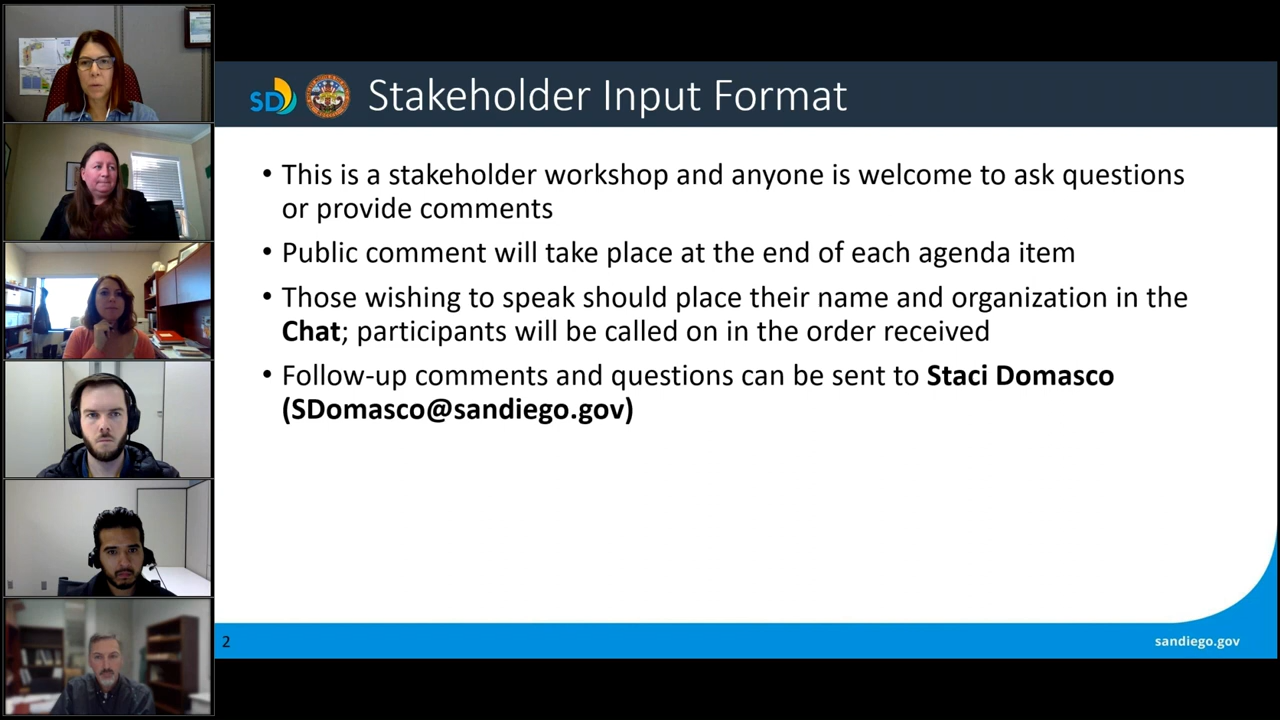 SD
Stakeholder Input Format
• This is a stakeholder workshop and anyone is welcome to ask questions
or provide comments
• Public comment will take place at the end of each agenda item
• Those wishing to speak should place their name and organization in the
Chat; participants will be called on in the order received
• Follow-up comments and questions can be sent to Staci Domasco
(SDomasco@sandiego.gov)
2
sandiego.gov